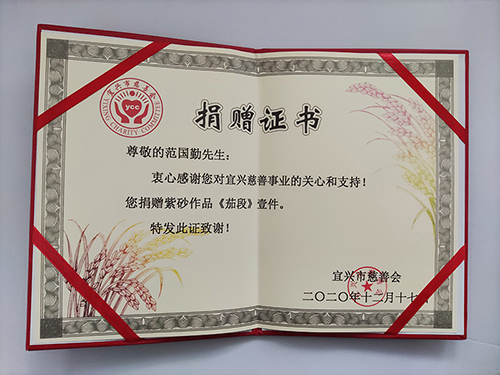 宜兴市慈善会
ycc
YIXING CHARITY COMMITTEE
捐赠证书
尊敬的范国勤先生:
衷心感谢您对宜兴慈善事业的关心和支持!
您捐赠紫砂作品《茄段》壹件。
特发此证致谢!
宜兴市慈善会
二〇二〇年十二月十七